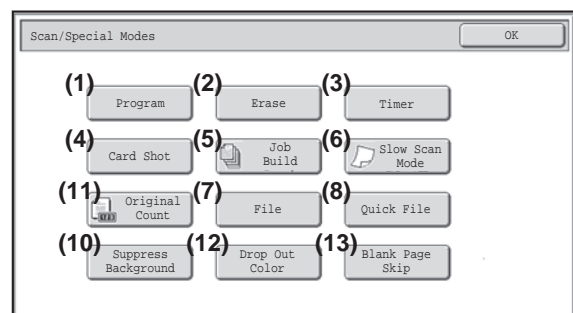 Scan/Special Modes OK
(1) Program (2) Erase (3) Timer
(4) Card Shot (5) Job Build (6) Slow Scan Mode
(11) Original Count (7) File (8) Quick File
(10) Suppress Background (12) Drop Out Color (13) Blank Page Skip